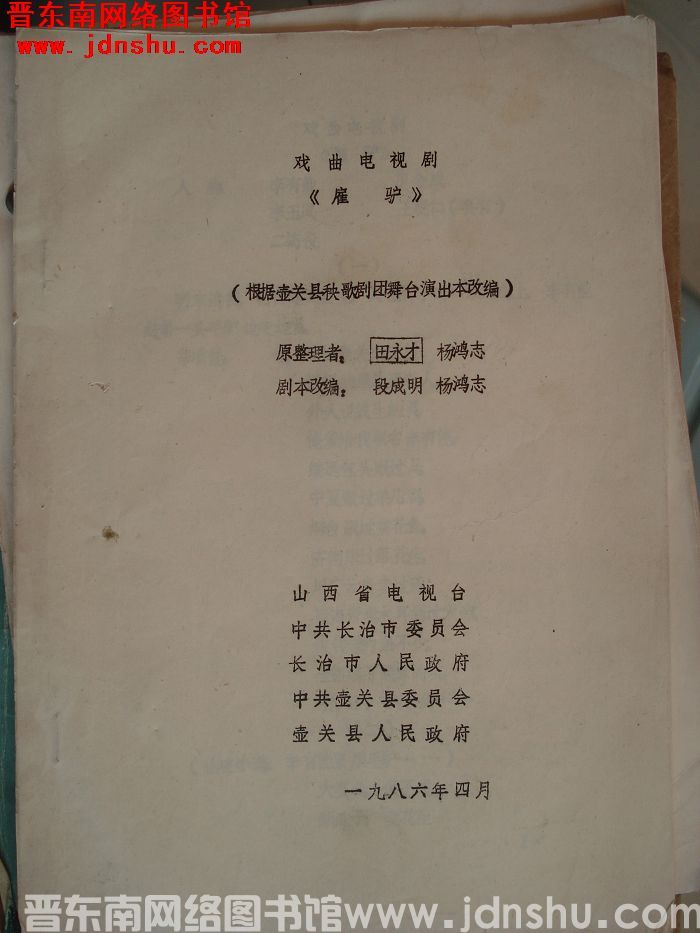 晋东南网络图书馆
www.jdnshu.com
戏曲电视剧
《雇驴》
（根据壶关县秧歌剧团舞台演出本改编）
原整理者：田永才 杨鸿志
剧本改编：段成明 杨鸿志
山西省电视台
中共长治市委员会
长治市人民政府
中共壶关县委员会
壶关县人民政府
一九八六年四月
晋东南网络图书馆www.jdnshu.com